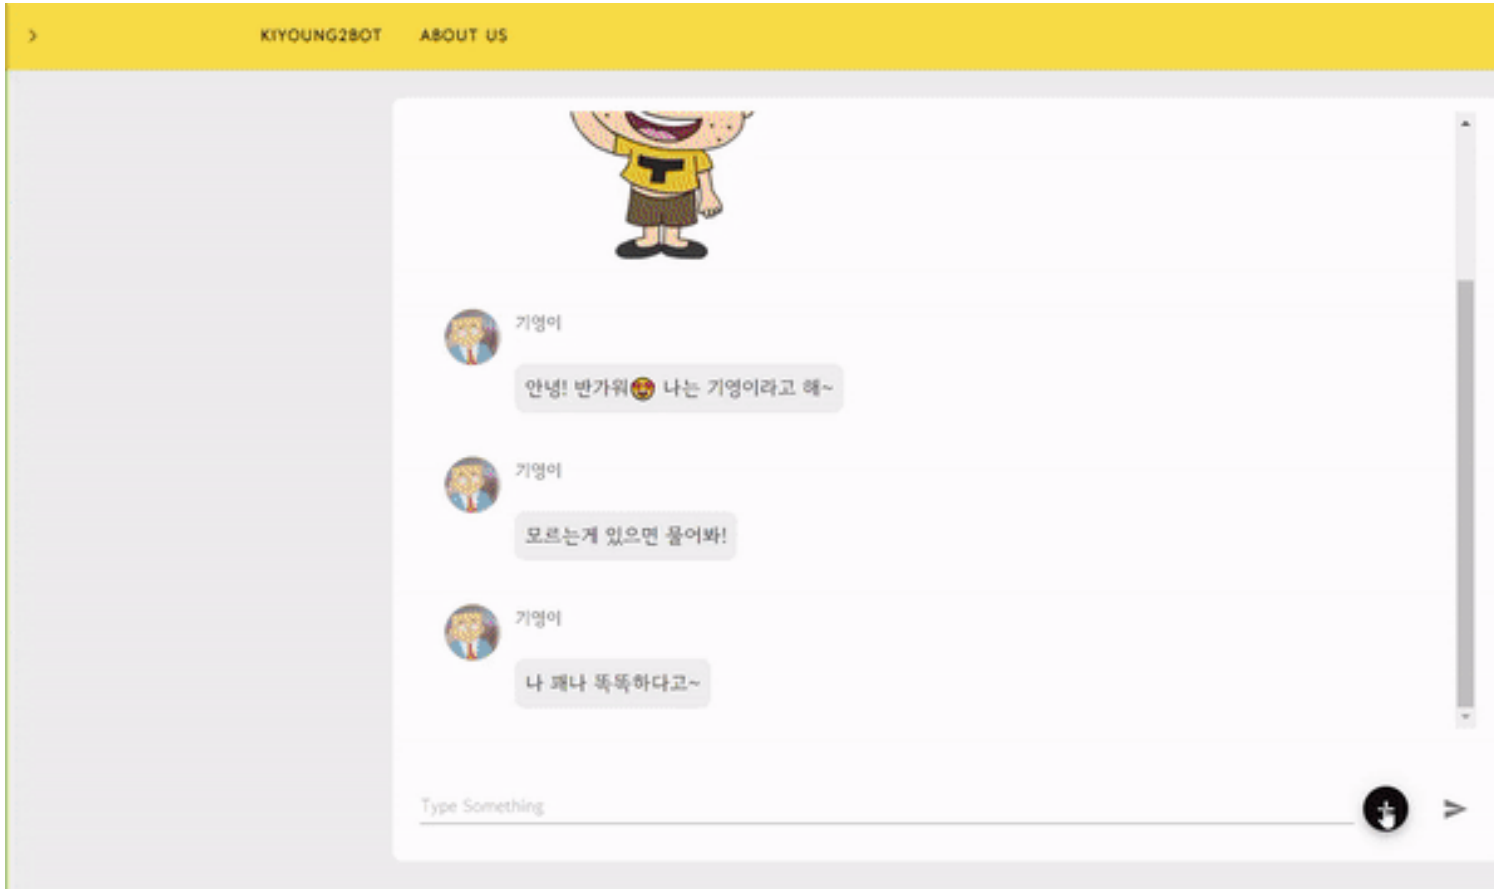 KIYOUNG2BOT
ABOUT US
T
기영이
안녕! 반가워😍 나는 기영이라고 해~
기영이
모르는게 있으면 물어봐!
기영이
나 꽤나 똑똑하다고~
Type Something